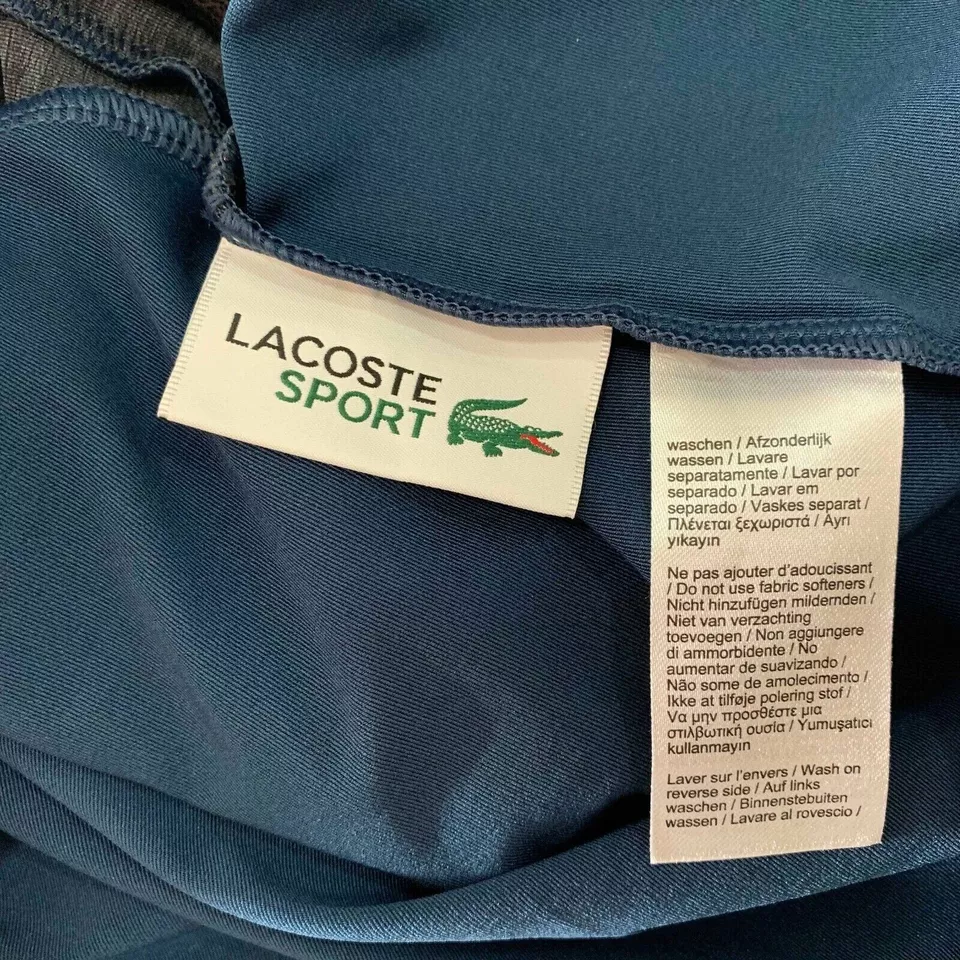 LACOSTE
SPORT
waschen / Afzonderlijk
wassen / Lavare
separatamente / Lavar por
separado / Lavar em
separado / Vaskes separat /
Πλένεται ξεχωριστά / Ayrı
yıkayın
Ne pas ajouter d'adoucissant
/ Do not use fabric softeners /
Nicht hinzufügen mildernden /
Niet van verzachting
toevoegen / Non aggiungere
di ammorbidente / No
aumentar de suavizando /
Não some de amolecimento /
Ikke at tilføje polering stof /
Να μην προσθέστε μια
στιλβωτική ουσία / Yumuşatıcı
kullanmayın
Laver sur l'envers / Wash on
reverse side / Auf links
waschen / Binnenstebuiten
wassen / Lavare al rovescio /